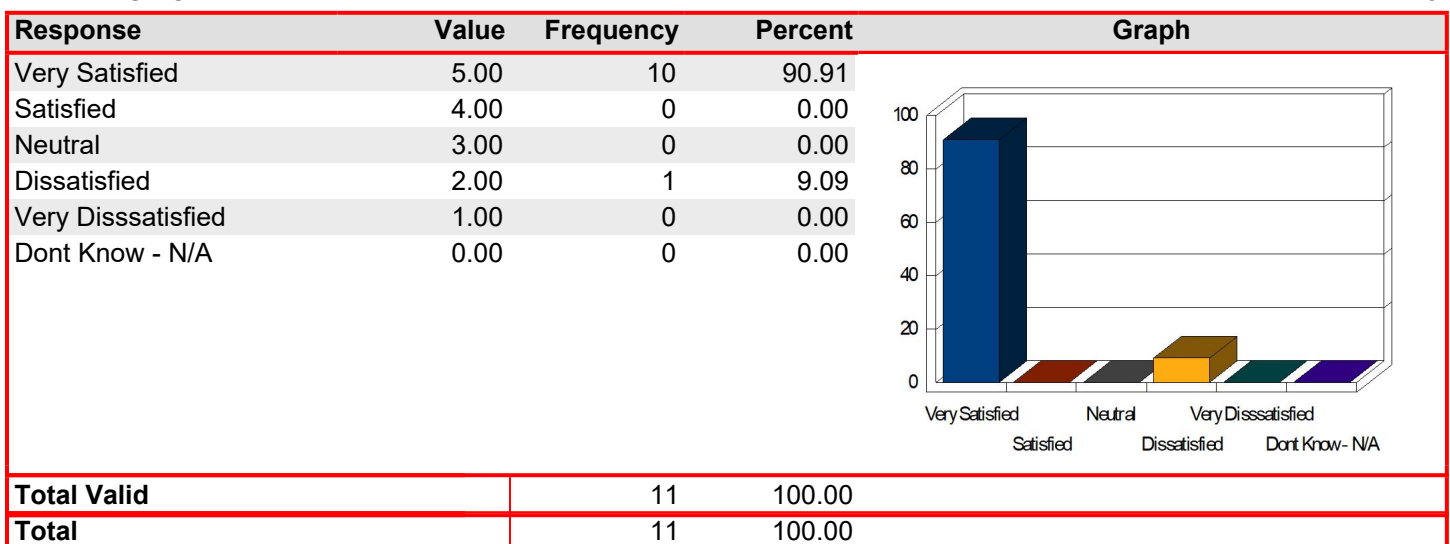 Response Value Frequency Percent Graph
Very Satisfied 5.00 10 90.91
Satisfied 4.00 0 0.00
Neutral 3.00 0 0.00
Dissatisfied 2.00 1 9.09
Very Disssatisfied 1.00 0 0.00
Dont Know - N/A 0.00 0 0.00
100
80
60
40
20
0
Very Satisfied Neutral Very Disssatisfied
Satisfied Dissatisfied Dont Know - N/A
Total Valid 11 100.00
Total 11 100.00